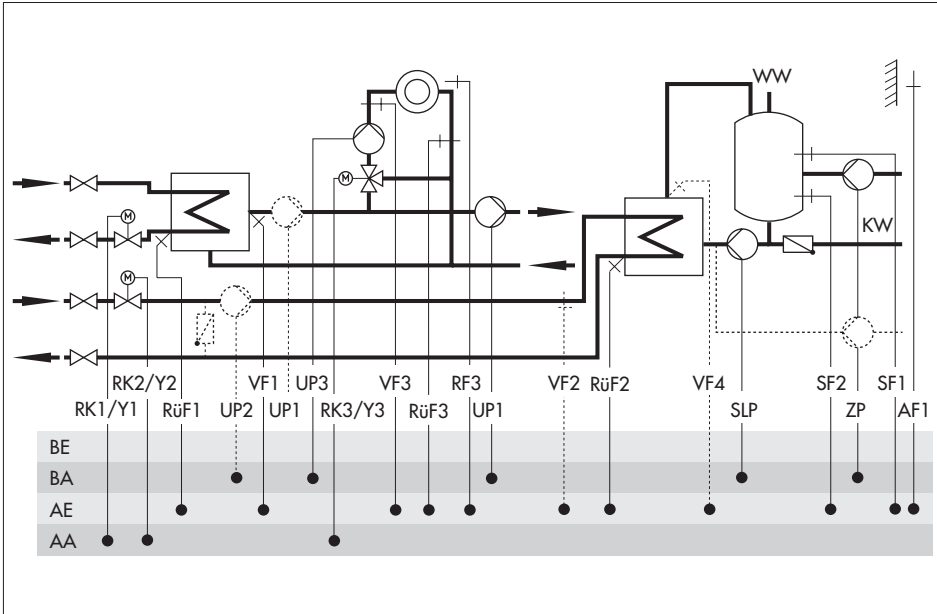 WW
KW
M
M
M
RK2/Y2 VF1 UP3 VF3 RF3 VF2 RüF2 VF4 SF2 SF1
RK1/Y1 RüF1 UP2 UP1 RK3/Y3 RüF3 UP1 SLP ZP AF1
BE
BA
AE
AA